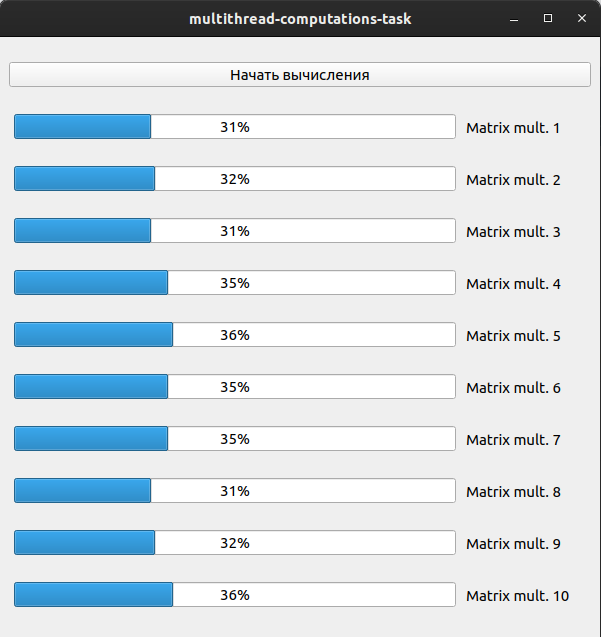 multithread-computations-task
Начать вычисления
31% Matrix mult. 1
32% Matrix mult. 2
31% Matrix mult. 3
35% Matrix mult. 4
36% Matrix mult. 5
35% Matrix mult. 6
35% Matrix mult. 7
31% Matrix mult. 8
32% Matrix mult. 9
36% Matrix mult. 10